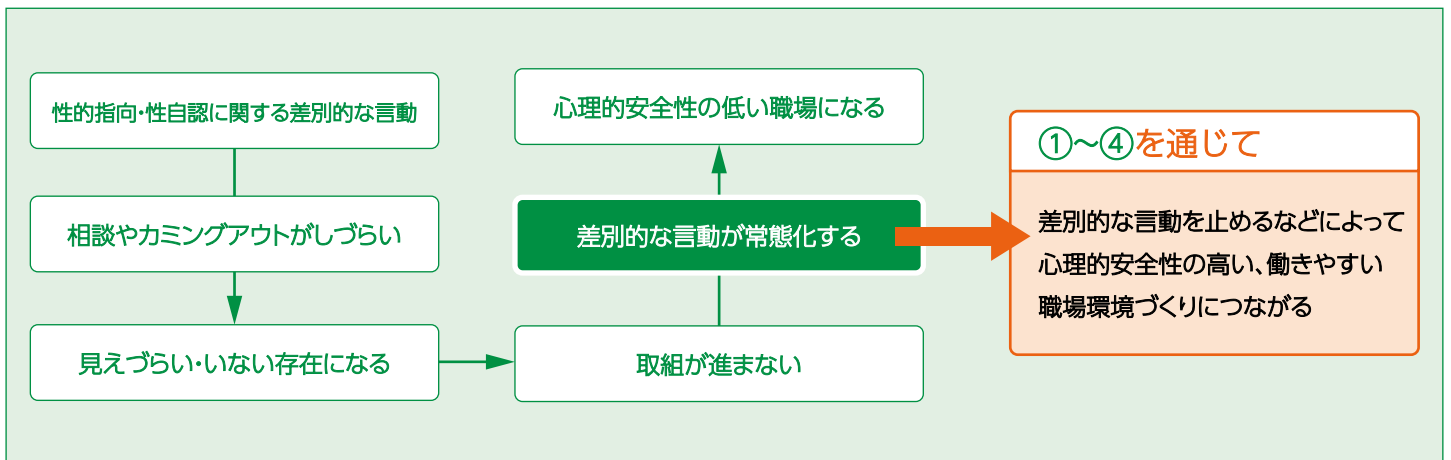 性的指向・性自認に関する差別的な言動
相談やカミングアウトがしづらい
見えづらい・いない存在になる
取組が進まない
差別的な言動が常態化する
心理的安全性の低い職場になる
①〜④を通じて
差別的な言動を止めるなどによって
心理的安全性の高い、働きやすい
職場環境づくりにつながる